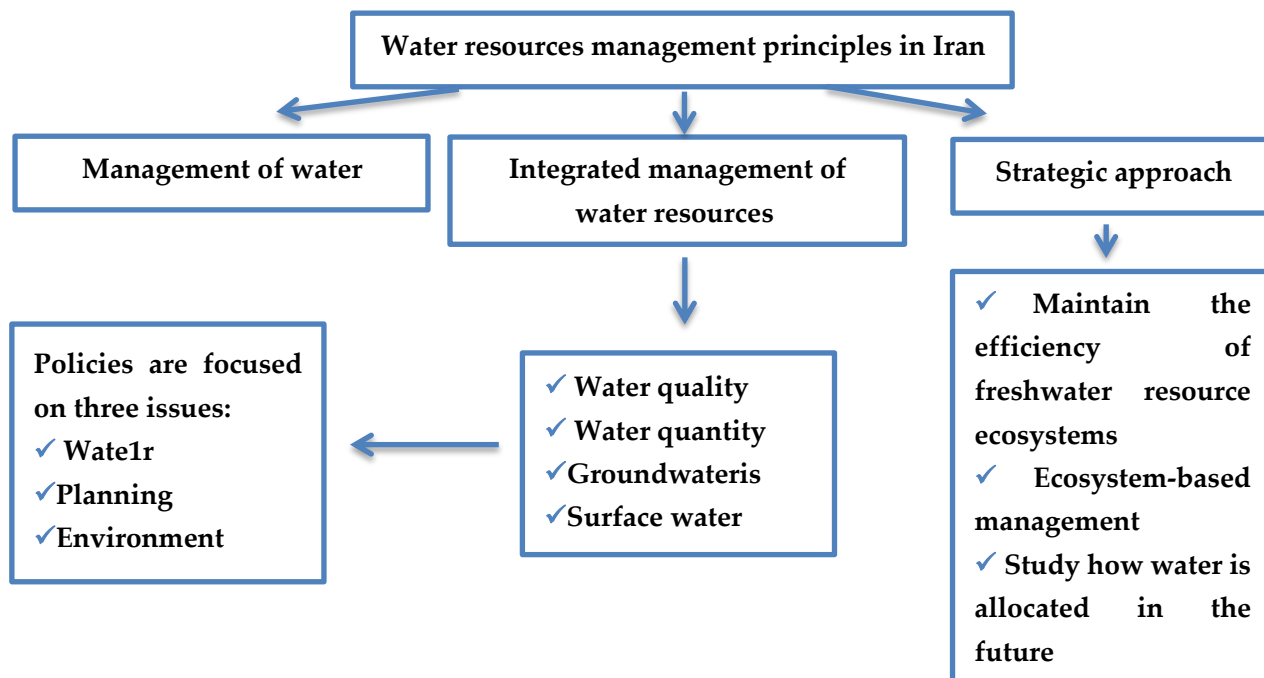 Water resources management principles in Iran
Management of water
Integrated management of
water resources
Strategic approach
Policies are focused
on three issues:
✓ Wate1r
✓Planning
✓Environment
✓ Water quality
✓ Water quantity
✓Groundwateris
✓Surface water
✓ Maintain the
efficiency of
freshwater resource
ecosystems
✓ Ecosystem-based
management
✓ Study how water is
allocated in the
future